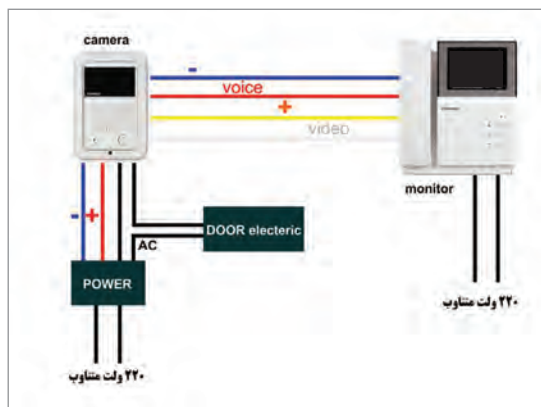 camera
-
voice
+
video
monitor
- +
AC
DOOR electeric
POWER
۲۲۰ ولت متناوب
۲۲۰ ولت متناوب